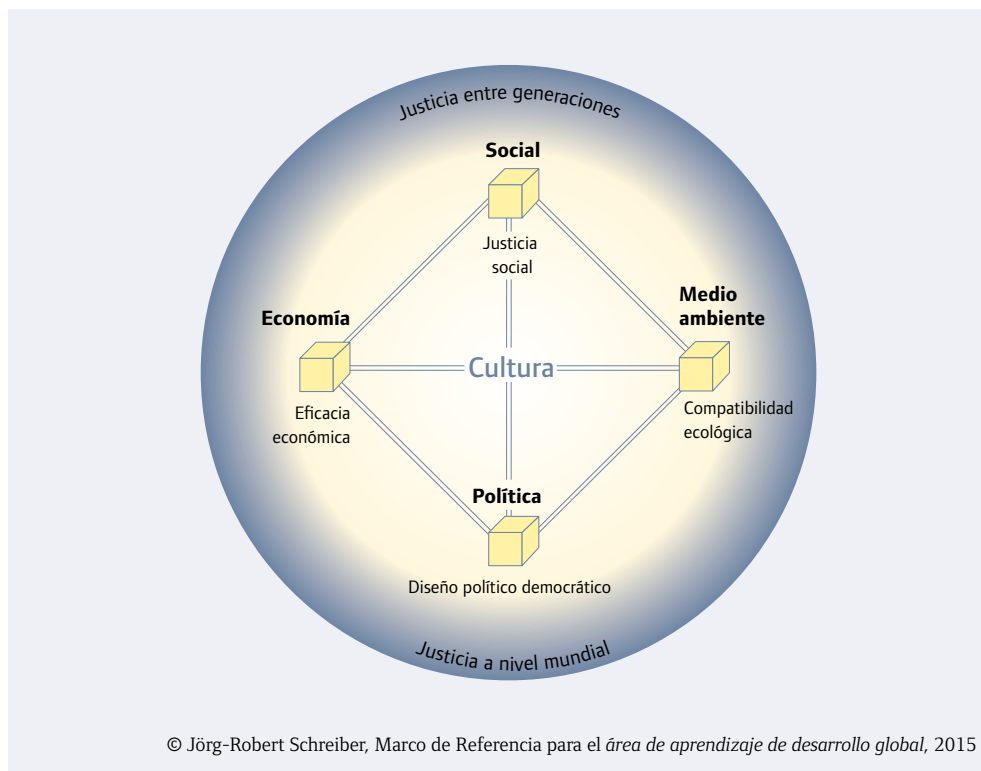 Justicia entre generaciones
Social
Justicia
social
Medio
ambiente
Economía
Cultura
Eficacia
económica
Compatibilidad
ecológica
Política
Diseño político democrático
Justicia a nivel mundial
© Jörg-Robert Schreiber, Marco de Referencia para el área de aprendizaje de desarrollo global, 2015